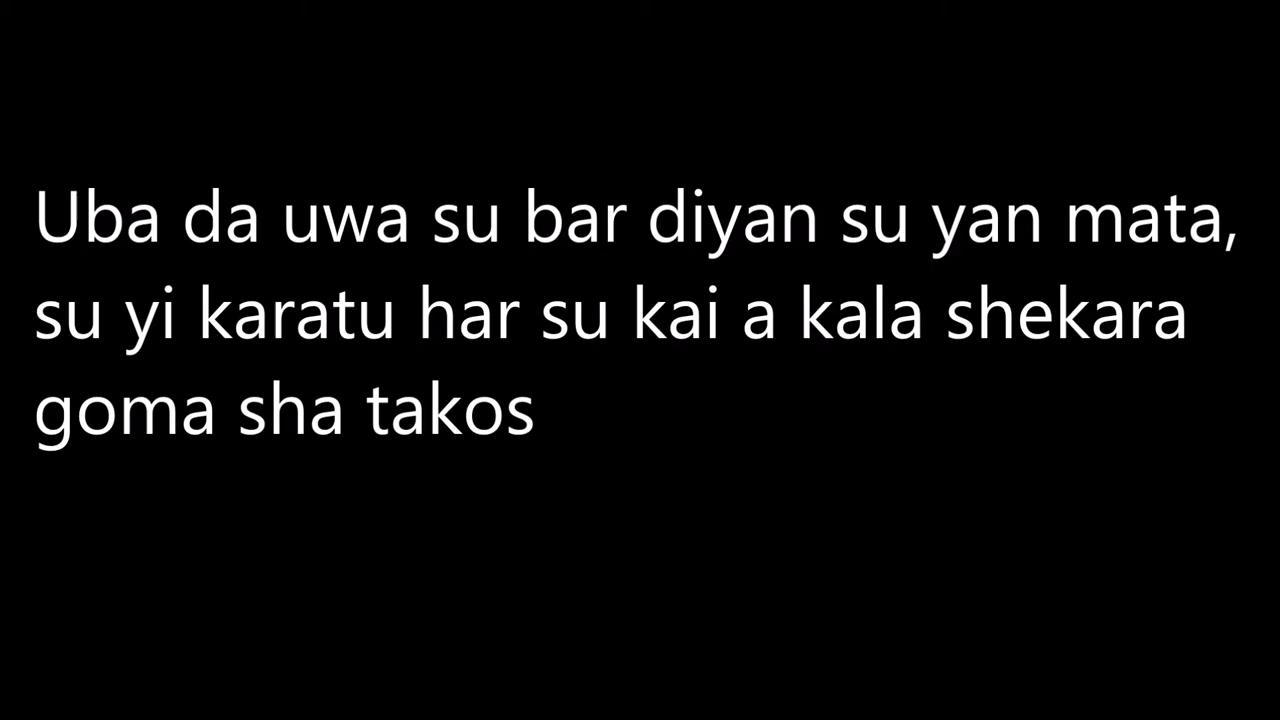 Uba da uwa su bar diyan su yan mata,
su yi karatu har su kai a kala shekara
goma sha takos